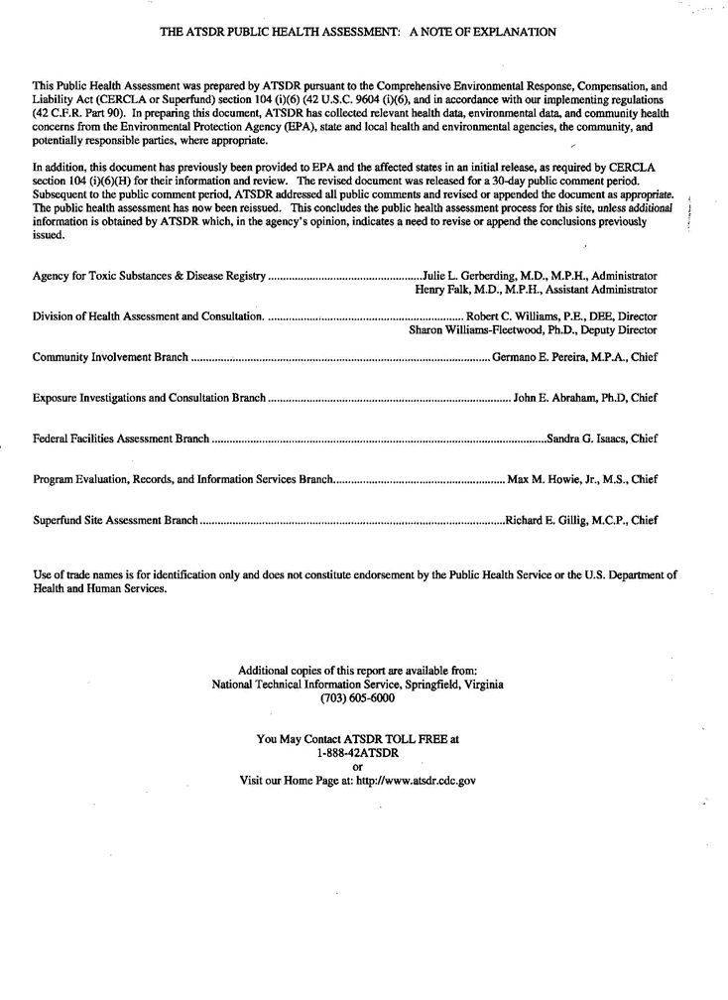 THE ATSDR PUBLIC HEALTH ASSESSMENT: A NOTE OF EXPLANATION
This Public Health Assessment was prepared by ATSDR pursuant to the Comprehensive Environmental Response, Compensation, and
Liability Act (CERCLA or Superfund) section 104 (i)(6) (42 U.S.C. 9604 (i)(6), and in accordance with our implementing regulations
(42 C.F.R. Part 90). In preparing this document, ATSDR has collected relevant health data, environmental data, and community health
concerns from the Environmental Protection Agency (EPA), state and local health and environmental agencies, the community, and
potentially responsible parties, where appropriate.
In addition, this document has previously been provided to EPA and the affected states in an initial release, as required by CERCLA
section 104 (i)(6)(H) for their information and review. The revised document was released for a 30-day public comment period.
Subsequent to the public comment period, ATSDR addressed all public comments and revised or appended the document as appropriate.
The public health assessment has now been reissued. This concludes the public health assessment process for this site, unless additional
information is obtained by ATSDR which, in the agency's opinion, indicates a need to revise or append the conclusions previously
issued.
Agency for Toxic Substances & Disease Registry ....................................................Julie L. Gerberding, M.D., M.P.H., Administrator
Henry Falk, M.D., M.P.H., Assistant Administrator
Division of Health Assessment and Consultation. .................................................................. Robert C. Williams, P.E., DEE, Director
Sharon Williams-Fleetwood, Ph.D., Deputy Director
Community Involvement Branch ..................................................................................................... Germano E. Pereira, M.P.A., Chief
Exposure Investigations and Consultation Branch .................................................................................. John E. Abraham, Ph.D, Chief
Federal Facilities Assessment Branch .................................................................................................................Sandra G. Isaacs, Chief
Program Evaluation, Records, and Information Services Branch.......................................................... Max M. Howie, Jr., M.S., Chief
Superfund Site Assessment Branch .......................................................................................................Richard E. Gillig, M.C.P., Chief
Use of trade names is for identification only and does not constitute endorsement by the Public Health Service or the U.S. Department of
Health and Human Services.
Additional copies of this report are available from:
National Technical Information Service, Springfield, Virginia
(703) 605-6000
You May Contact ATSDR TOLL FREE at
1-888-42ATSDR
or
Visit our Home Page at: http://www.atsdr.cdc.gov